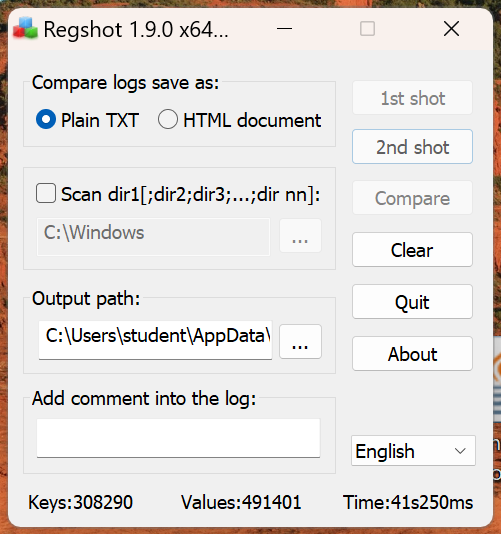 Regshot 1.9.0 x64...
Compare logs save as:
Plain TXT
HTML document
1st shot
2nd shot
Scan dir1[;dir2;dir3;...;dir nn]:
C:\Windows
...
Compare
Clear
Output path:
C:\Users\student\AppData\
...
Quit
About
Add comment into the log:
English
Keys:308290 Values:491401 Time:41s250ms